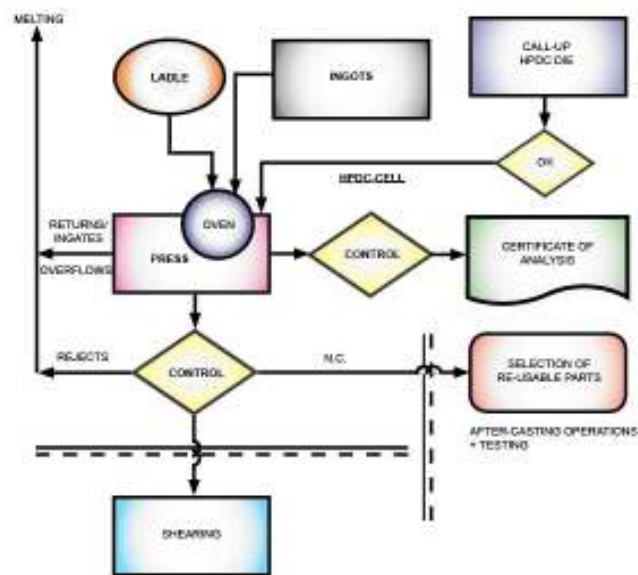 MELTING
LADLE
INGOTS
CALL-UP
HPDC DIE
OK
HPDC-CELL
OVEN
PRESS
RETURNS/
INGATES
OVERFLOWS
CONTROL
CERTIFICATE OF
ANALYSIS
REJECTS
CONTROL
N.C.
SELECTION OF
RE-USABLE PARTS
AFTER-CASTING OPERATIONS
+ TESTING
SHEARING